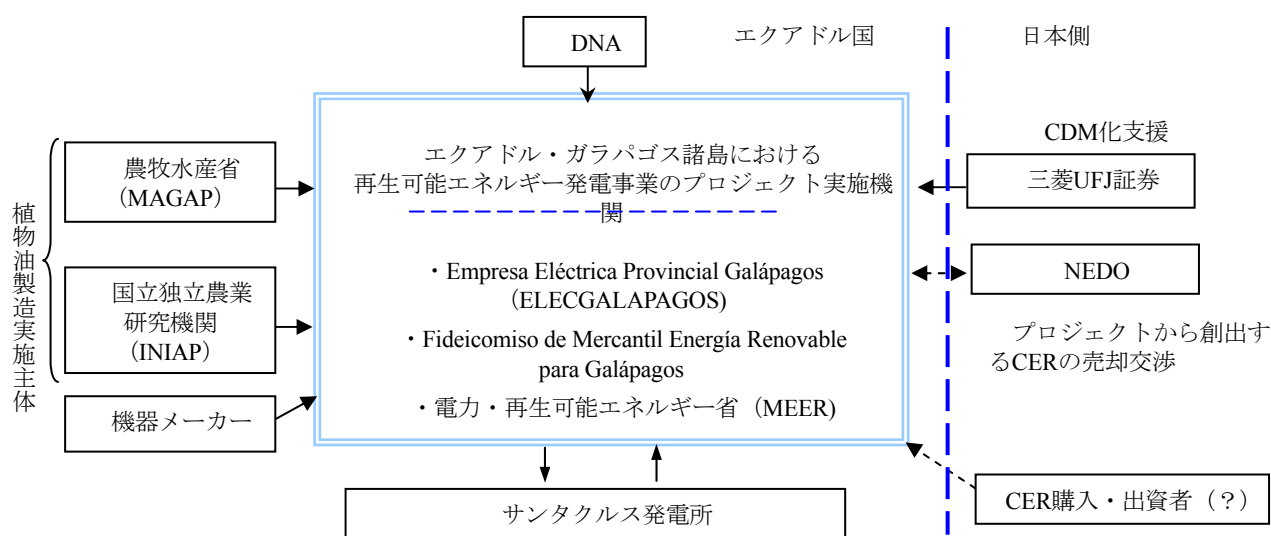 DNA
エクアドル国
日本側
植物油製造実施主体
農牧水産省
(MAGAP)
国立独立農業
研究機関
(INIAP)
機器メーカー
エクアドル・ガラパゴス諸島における
再生可能エネルギー発電事業のプロジェクト実施機
関
・Empresa Eléctrica Provincial Galápagos
(ELECGALAPAGOS)
・Fideicomiso de Mercantil Energía Renovable
para Galápagos
・電力・再生可能エネルギー省（MEER)
サンタクルス発電所
CDM化支援
三菱UFJ証券
NEDO
プロジェクトから創出す
るCERの売却交渉
CER購入・出資者（？）